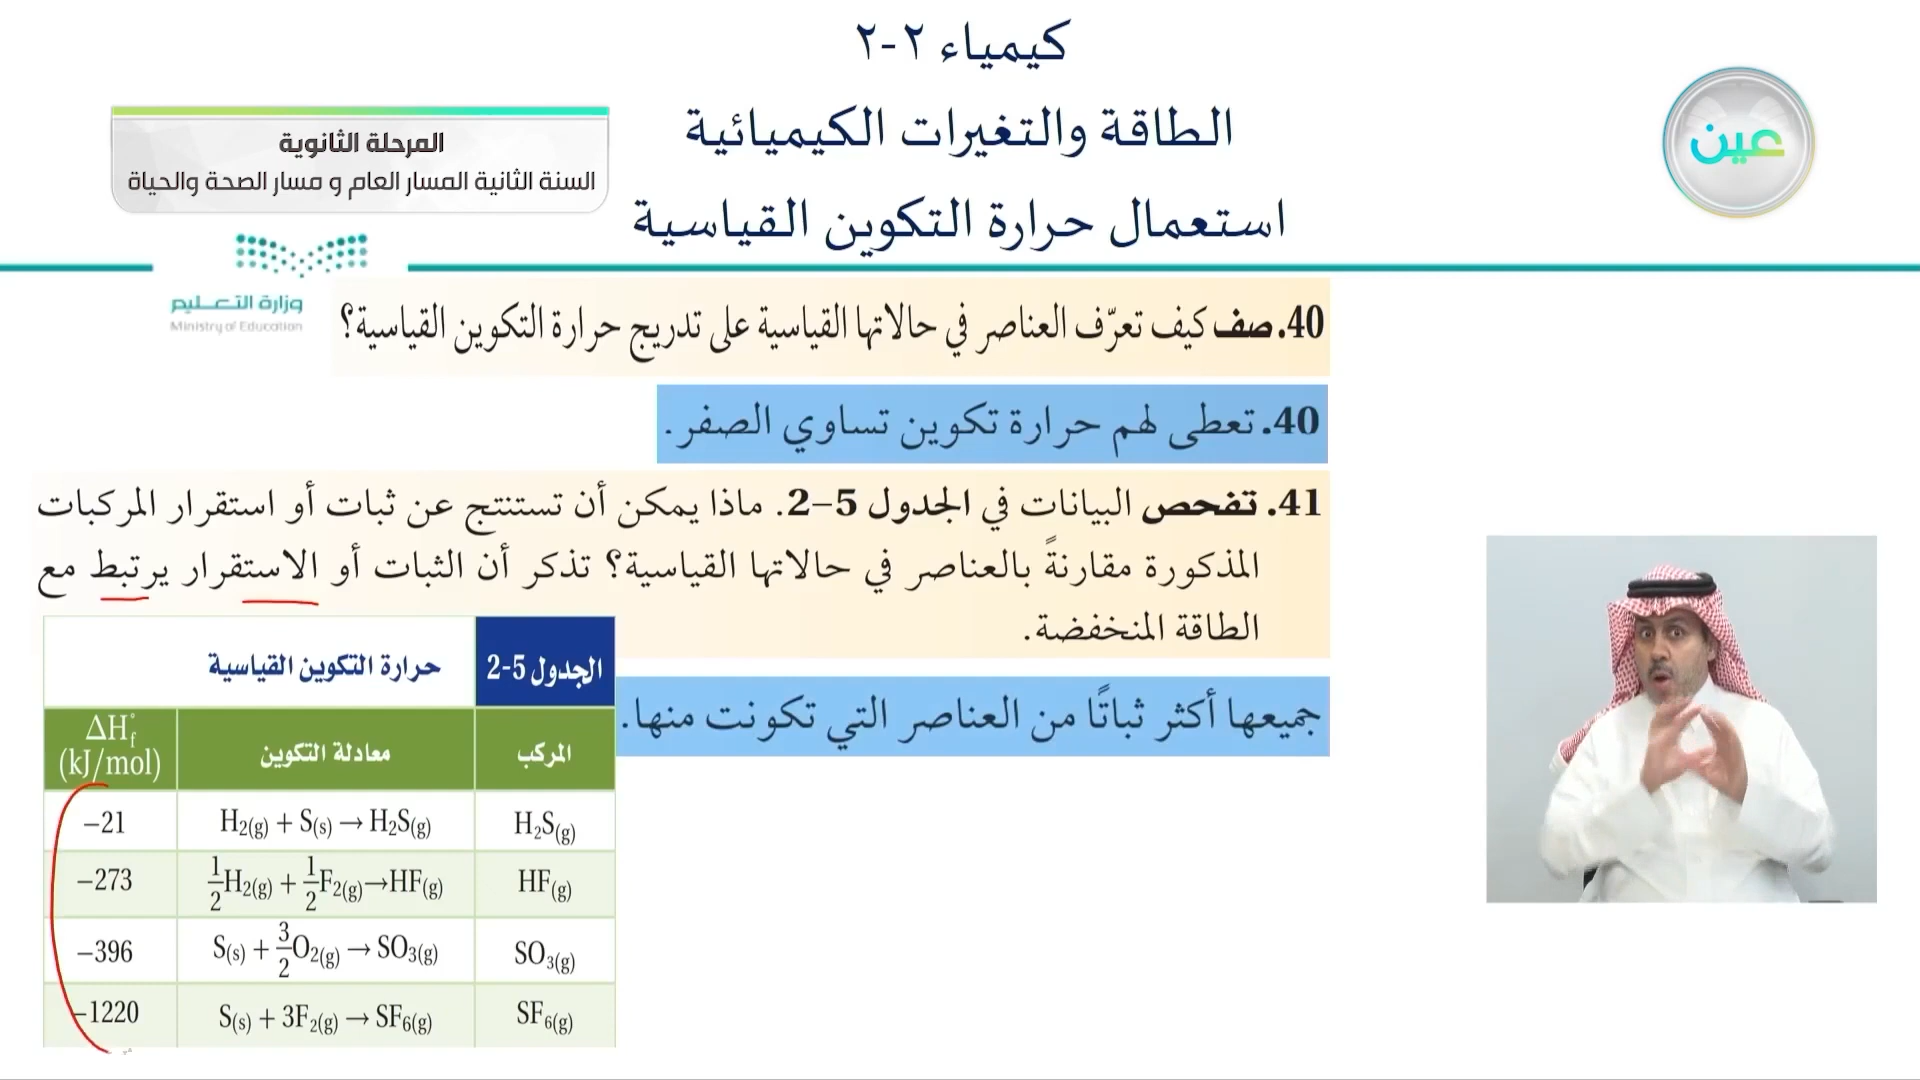 كيمياء ٢-٢
الطاقة والتغيرات الكيميائية
استعمال حرارة التكوين القياسية
المرحلة الثانوية
السنة الثانية المسار العام و مسار الصحة والحياة
عين
وزارة التعليم
Ministry of Education
40. صف كيف تعرّف العناصر في حالاتها القياسية على تدريج حرارة التكوين القياسية؟
40. تعطى لهم حرارة تكوين تساوي الصفر.
41. تفحص البيانات في الجدول 5–2. ماذا يمكن أن تستنتج عن ثبات أو استقرار المركبات
المذكورة مقارنةً بالعناصر في حالاتها القياسية؟ تذكر أن الثبات أو الاستقرار يرتبط مع
الطاقة المنخفضة.
جميعها أكثر ثباتًا من العناصر التي تكونت منها.
الجدول 5-2 حرارة التكوين القياسية
المركب معادلة التكوين ΔH°f (kJ/mol)
H2S(g) H2(g) + S(s) → H2S(g) –21
HF(g) 1/2H2(g) + 1/2F2(g)→HF(g) –273
SO3(g) S(s) + 3/2O2(g) → SO3(g) –396
SF6(g) S(s) + 3F2(g) → SF6(g) –1220